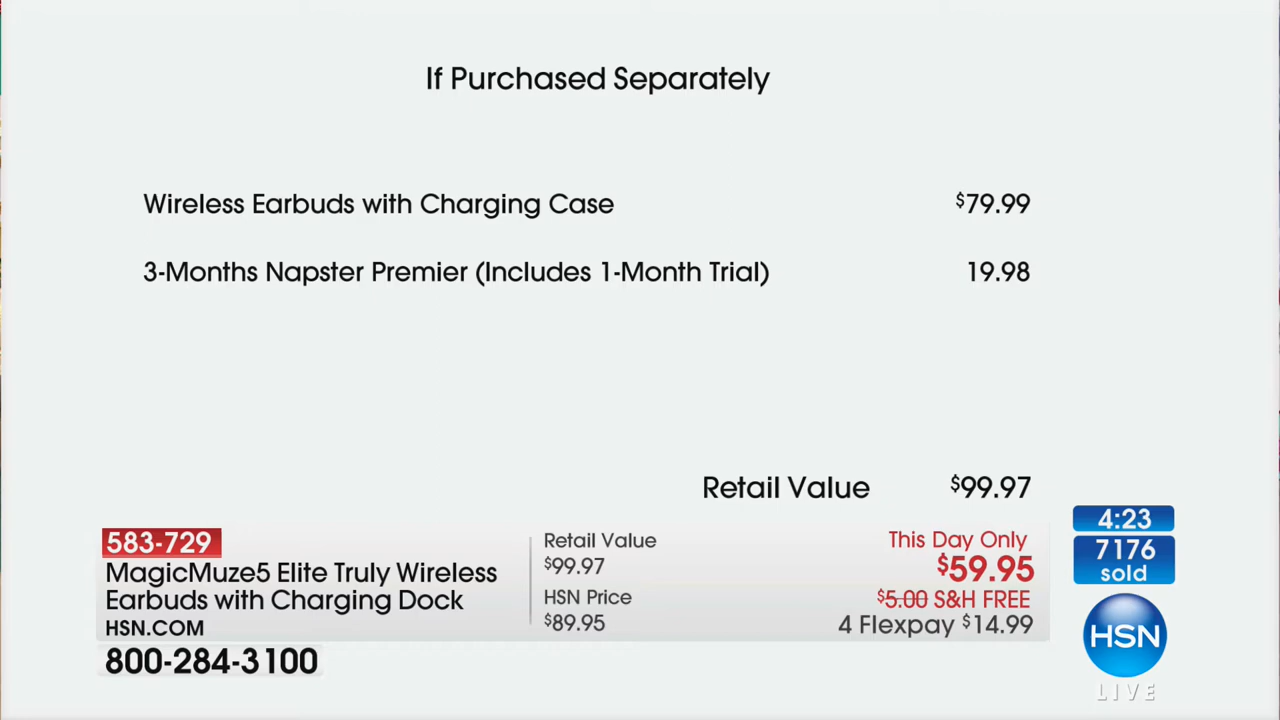 If Purchased Separately
Wireless Earbuds with Charging Case $79.99
3-Months Napster Premier (Includes 1-Month Trial) 19.98
Retail Value $99.97
583-729
MagicMuze5 Elite Truly Wireless
Earbuds with Charging Dock
HSN.COM
800-284-3100
Retail Value
$99.97
HSN Price
$89.95
This Day Only
$59.95
$5.00 S&H FREE
4 Flexpay $14.99
4:23
7176
sold
HSN
LIVE